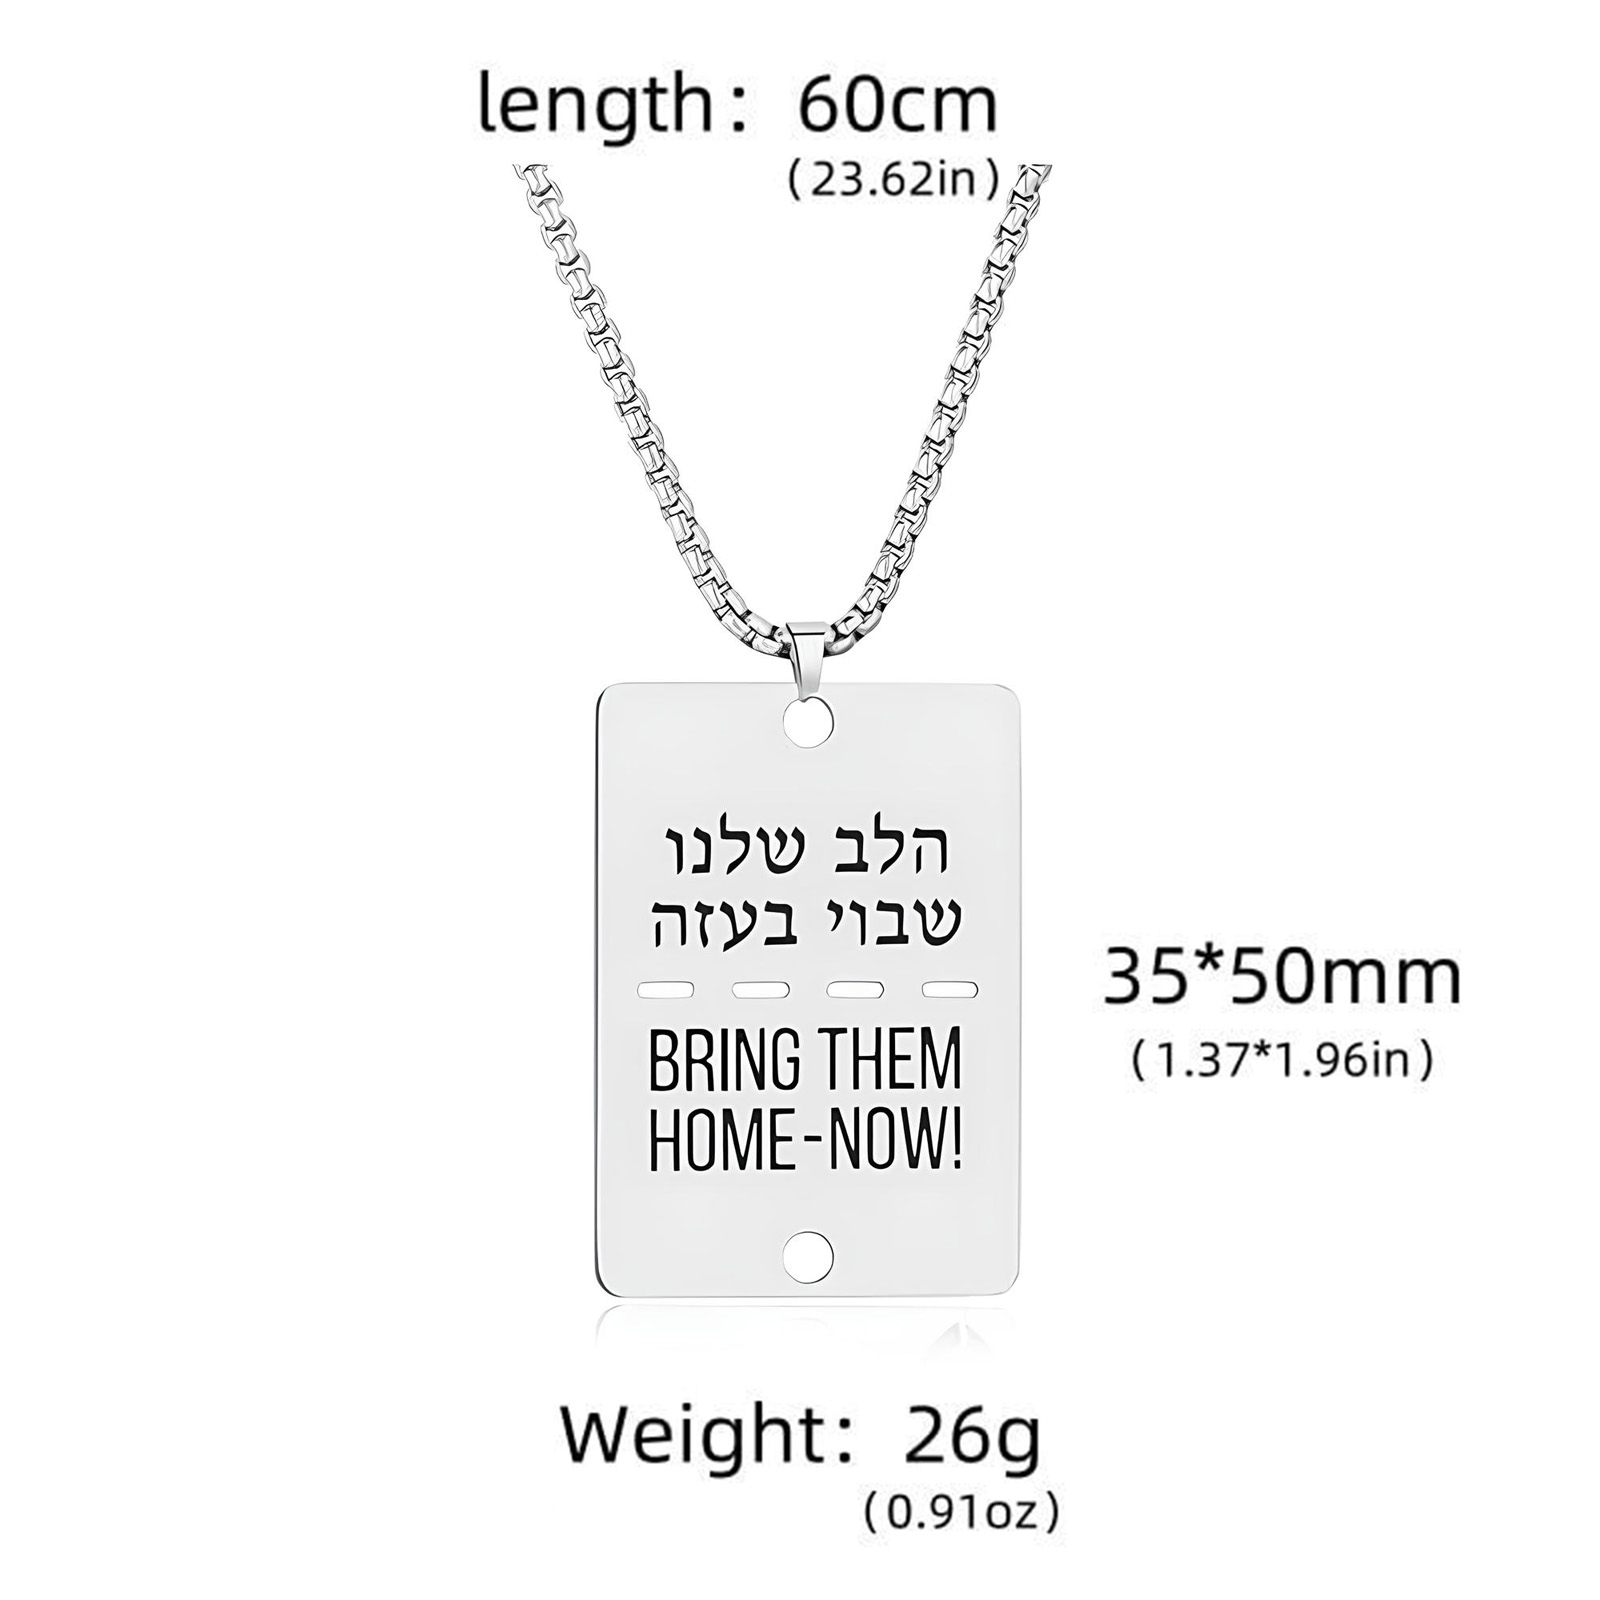 length: 60cm
(23.62in)
הלב שלנו
שבוי בעזה
BRING THEM
HOME-NOW!
35*50mm
(1.37*1.96in)
Weight: 26g
(0.91oz)